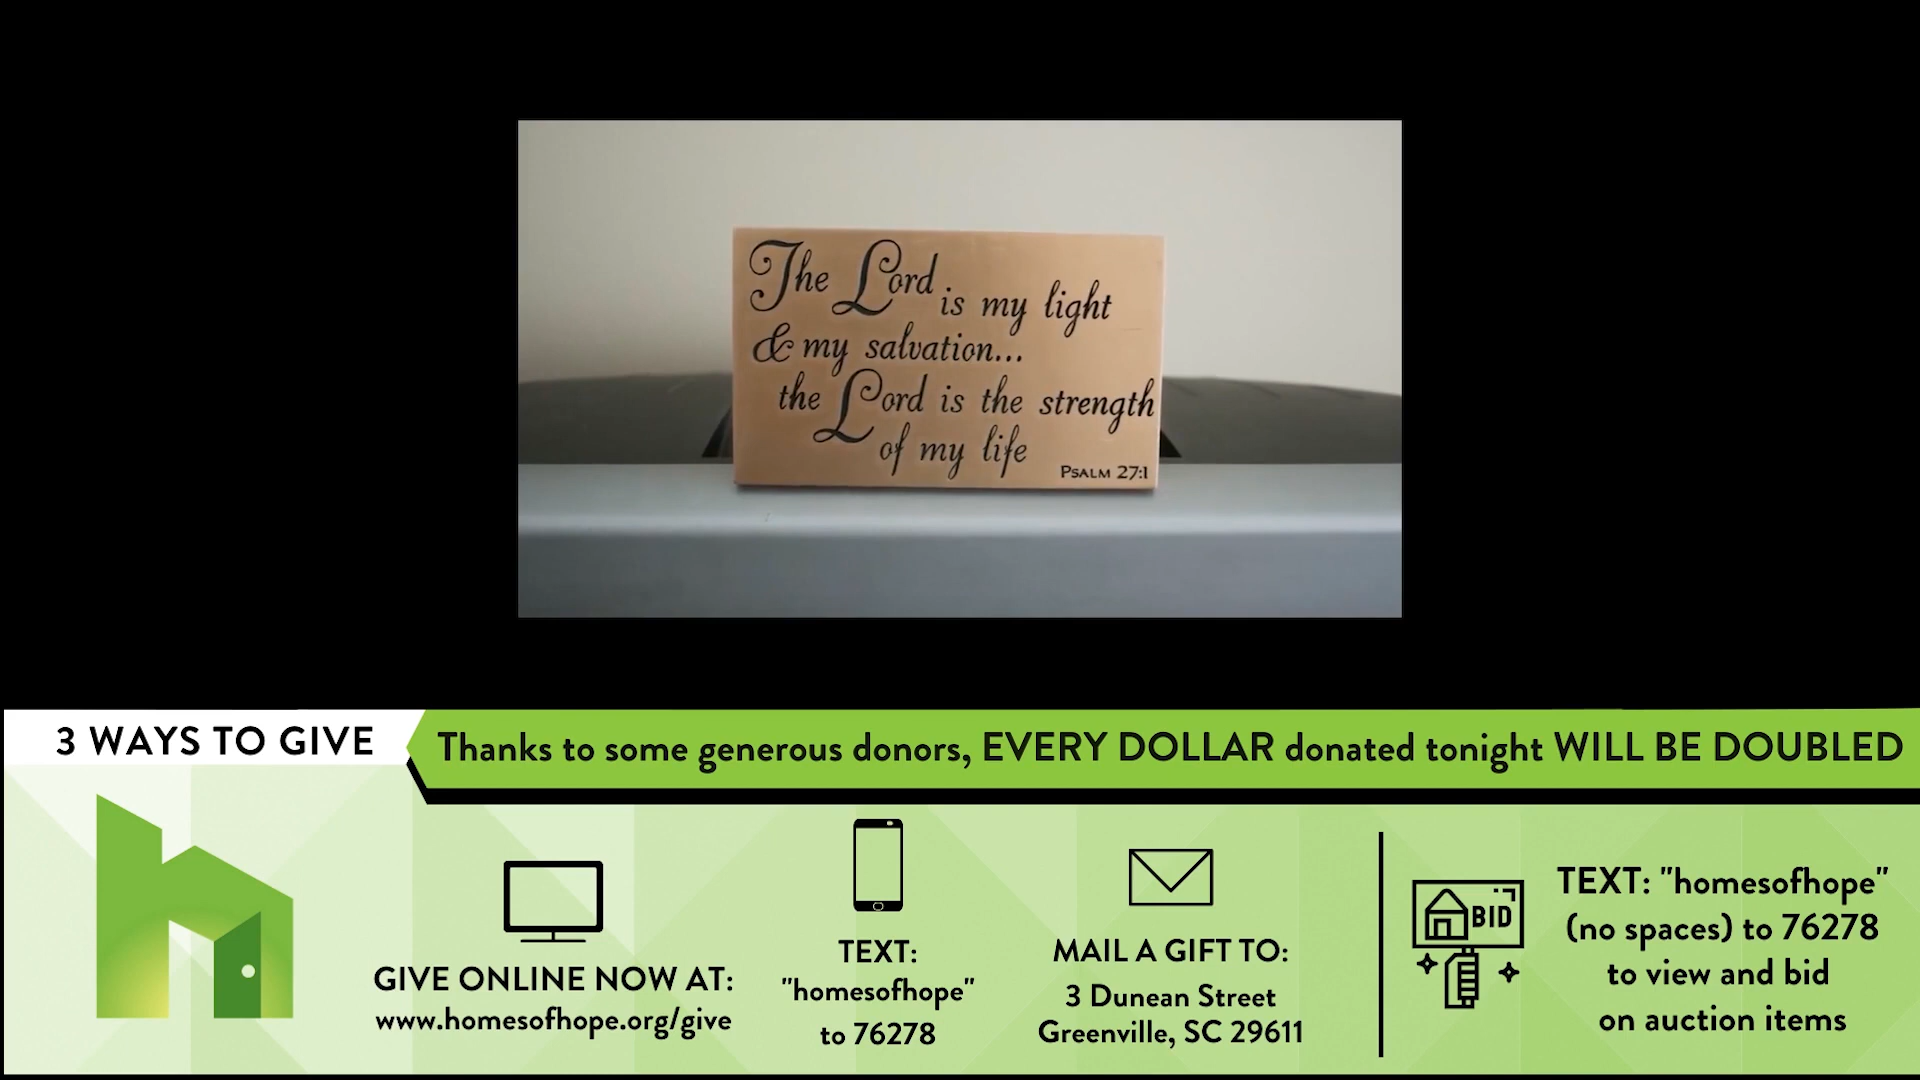 The Lord is my light
& my salvation...
the Lord is the strength
of my life
PSALM 27:1
3 WAYS TO GIVE
Thanks to some generous donors, EVERY DOLLAR donated tonight WILL BE DOUBLED
GIVE ONLINE NOW AT:
www.homesofhope.org/give
TEXT:
"homesofhope"
to 76278
MAIL A GIFT TO:
3 Dunean Street
Greenville, SC 29611
BID
TEXT: "homesofhope"
(no spaces) to 76278
to view and bid
on auction items